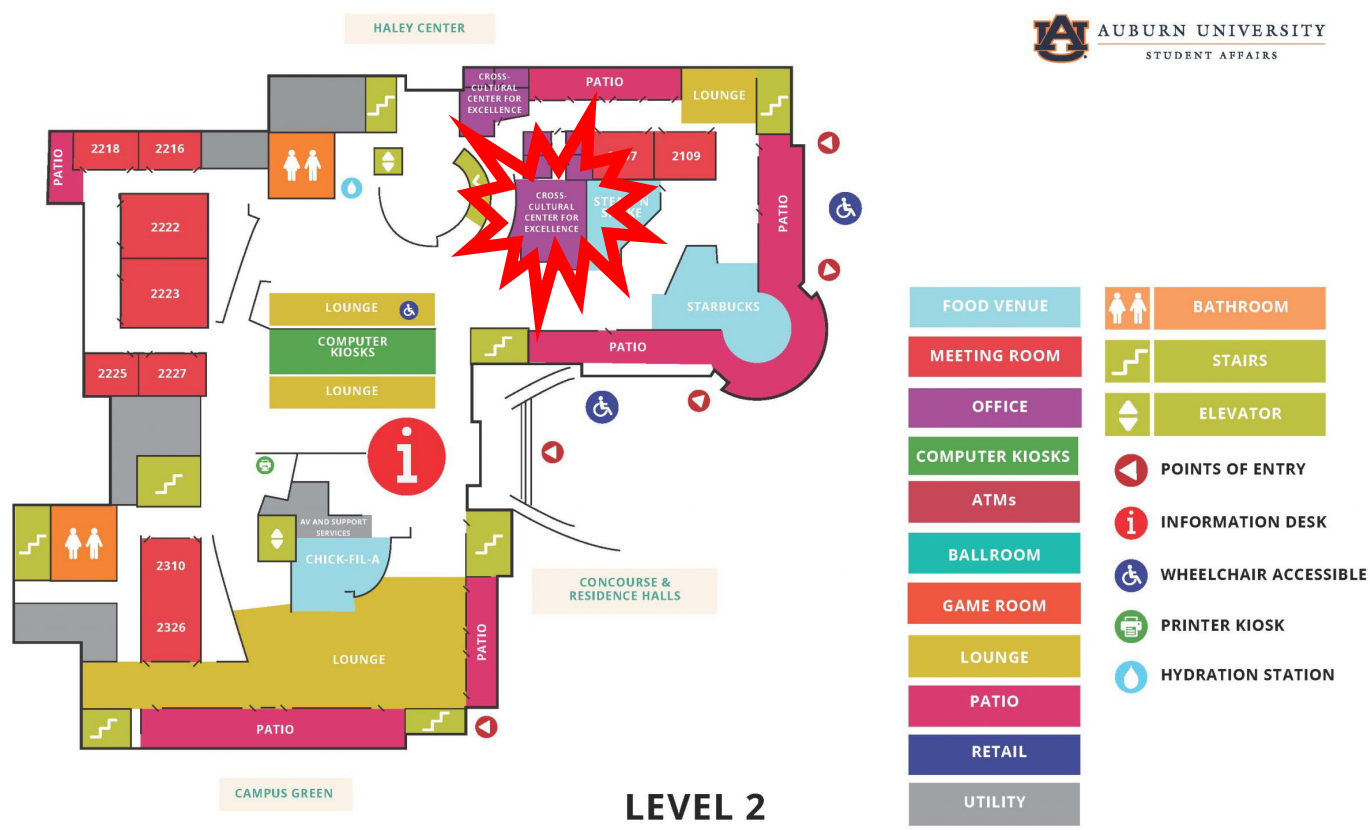 HALEY CENTER
AUBURN UNIVERSITY
STUDENT AFFAIRS
CROSS-
CULTURAL
CENTER FOR
EXCELLENCE
PATIO
LOUNGE
PATIO
2218
2216
2109
PATIO
CROSS-
CULTURAL
CENTER FOR
EXCELLENCE
2222
2223
LOUNGE
COMPUTER
KIOSKS
LOUNGE
STARBUCKS
PATIO
2225
2227
AV AND SUPPORT
SERVICES
CHICK-FIL-A
2310
2326
LOUNGE
PATIO
PATIO
CONCOURSE &
RESIDENCE HALLS
CAMPUS GREEN
LEVEL 2
FOOD VENUE
MEETING ROOM
OFFICE
COMPUTER KIOSKS
ATMs
BALLROOM
GAME ROOM
LOUNGE
PATIO
RETAIL
UTILITY
BATHROOM
STAIRS
ELEVATOR
POINTS OF ENTRY
INFORMATION DESK
WHEELCHAIR ACCESSIBLE
PRINTER KIOSK
HYDRATION STATION